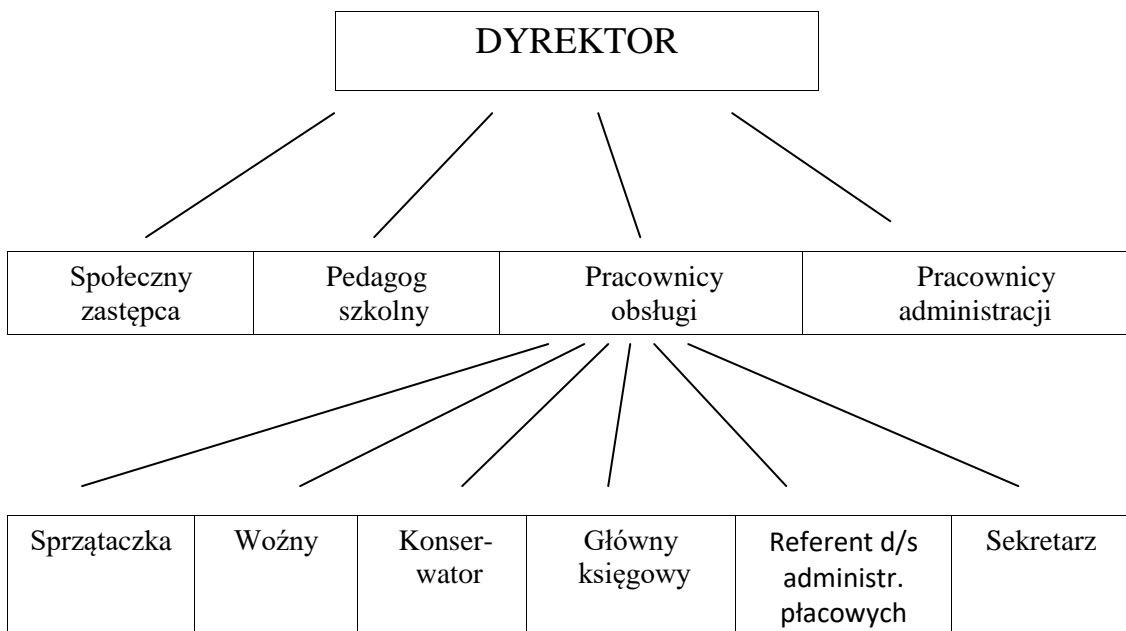 DYREKTOR
Społeczny
zastępca
Pedagog
szkolny
Pracownicy
obsługi
Pracownicy
administracji
Sprzątaczka
Woźny
Konser-
wator
Główny
księgowy
Referent d/s
administr.
płacowych
Sekretarz